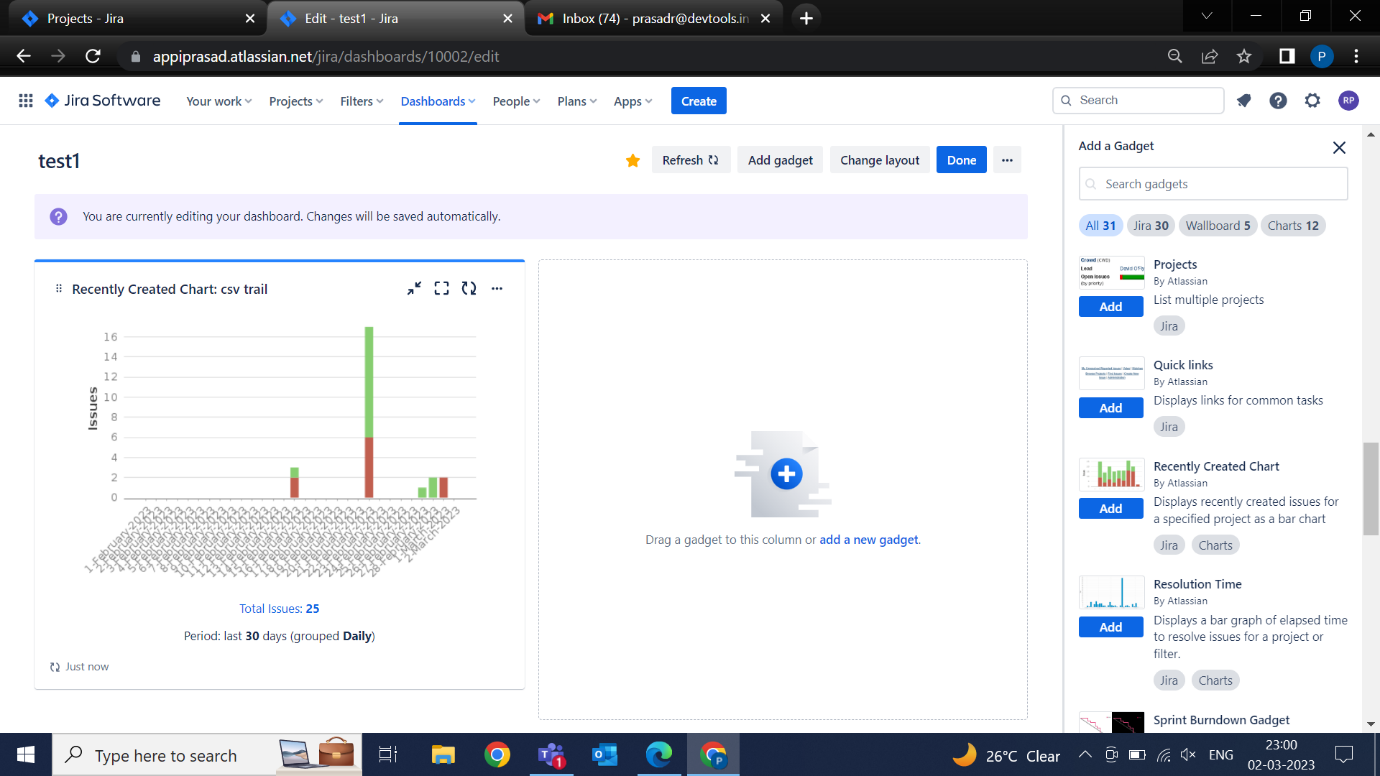 Projects - Jira
Edit - test1 - Jira
Inbox (74) - prasadr@devtools.in
appiprasad.atlassian.net/jira/dashboards/10002/edit
P
Jira Software
Your work
Projects
Filters
Dashboards
People
Plans
Apps
Create
Search
RP
test1
Refresh
Add gadget
Change layout
Done
You are currently editing your dashboard. Changes will be saved automatically.
Recently Created Chart: csv trail
Issues
16
14
12
10
8
6
4
2
0
1-February-2023
2-March-2023
Total Issues: 25
Period: last 30 days (grouped Daily)
Just now
Drag a gadget to this column or add a new gadget.
Add a Gadget
Search gadgets
All 31
Jira 30
Wallboard 5
Charts 12
Projects
By Atlassian
Add
List multiple projects
Jira
Quick links
By Atlassian
Add
Displays links for common tasks
Jira
Recently Created Chart
By Atlassian
Add
Displays recently created issues for
a specified project as a bar chart
Jira
Charts
Resolution Time
By Atlassian
Add
Displays a bar graph of elapsed time
to resolve issues for a project or
filter.
Jira
Charts
Sprint Burndown Gadget
Type here to search
1
P
26°C Clear
ENG
23:00
02-03-2023